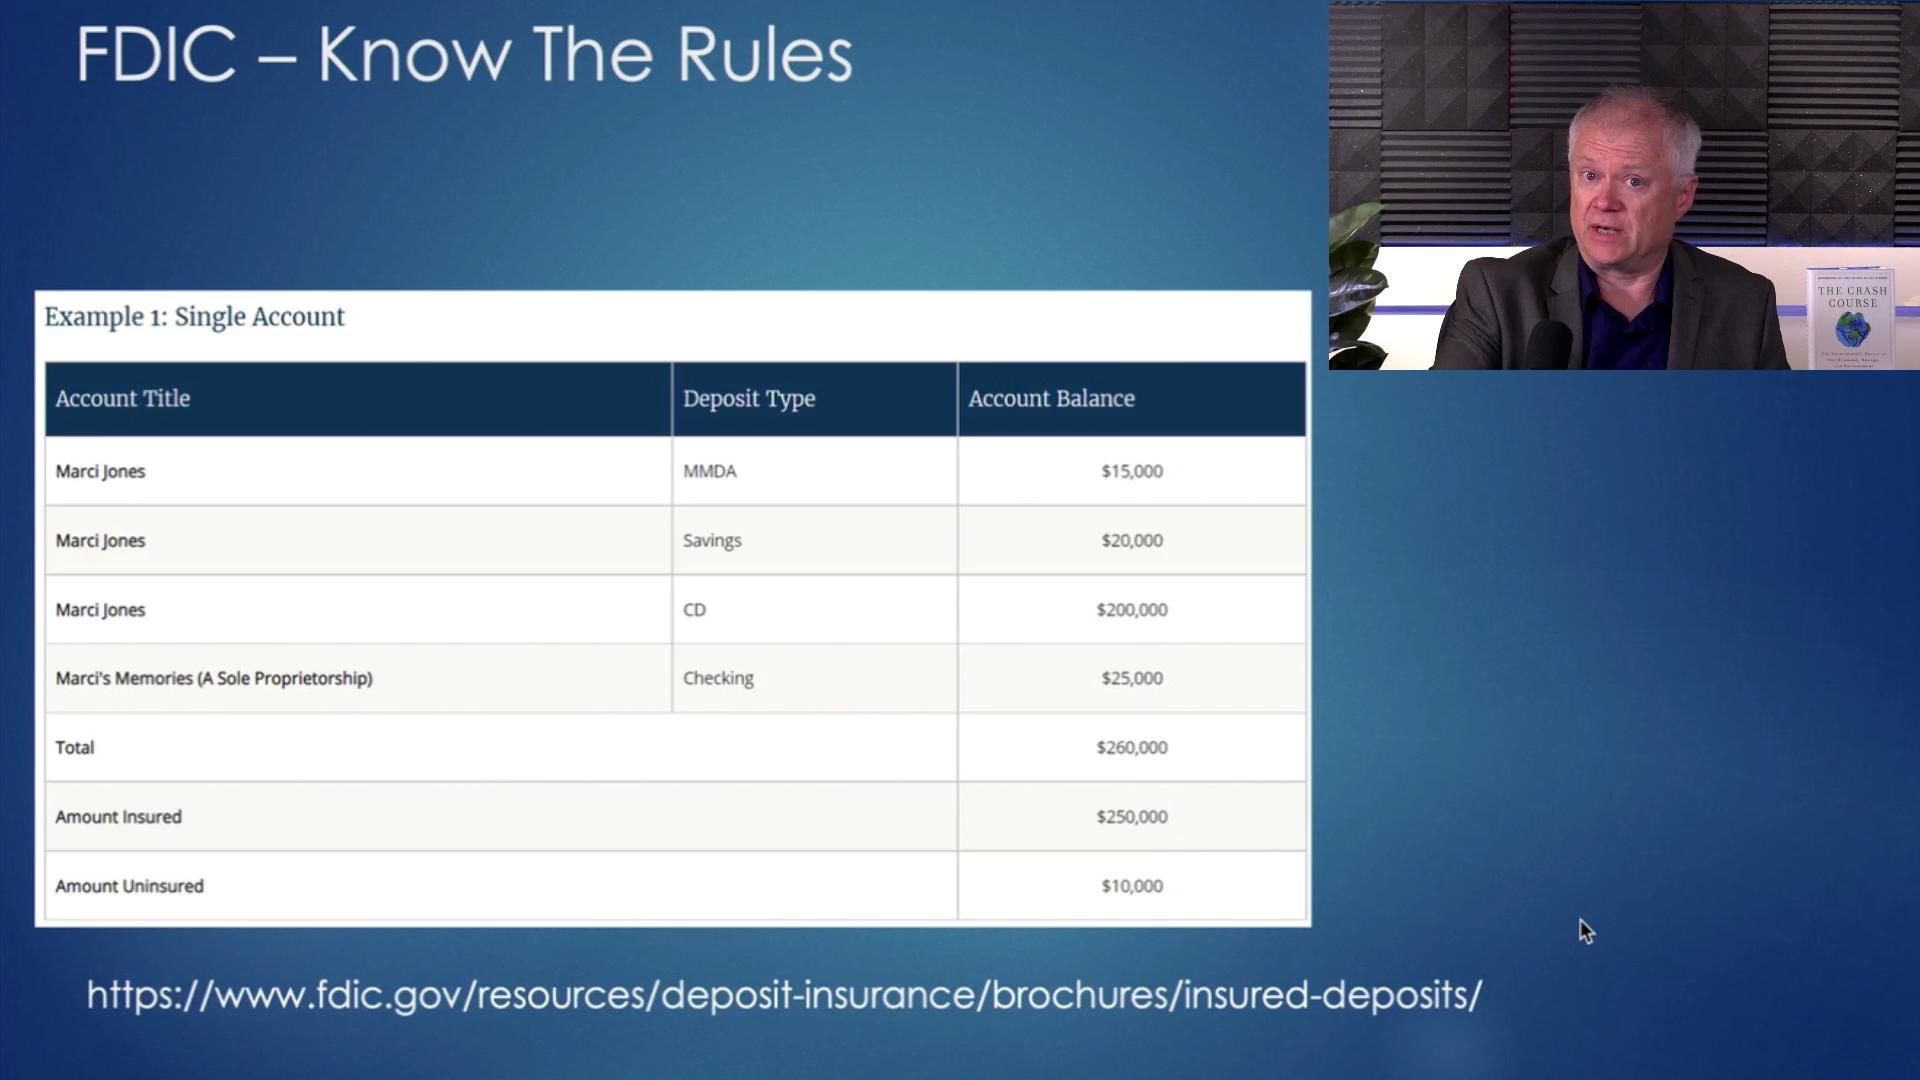 FDIC – Know The Rules
Example 1: Single Account
Account Title Deposit Type Account Balance
Marci Jones MMDA $15,000
Marci Jones Savings $20,000
Marci Jones CD $200,000
Marci's Memories (A Sole Proprietorship) Checking $25,000
Total $260,000
Amount Insured $250,000
Amount Uninsured $10,000
https://www.fdic.gov/resources/deposit-insurance/brochures/insured-deposits/
THE CRASH
COURSE